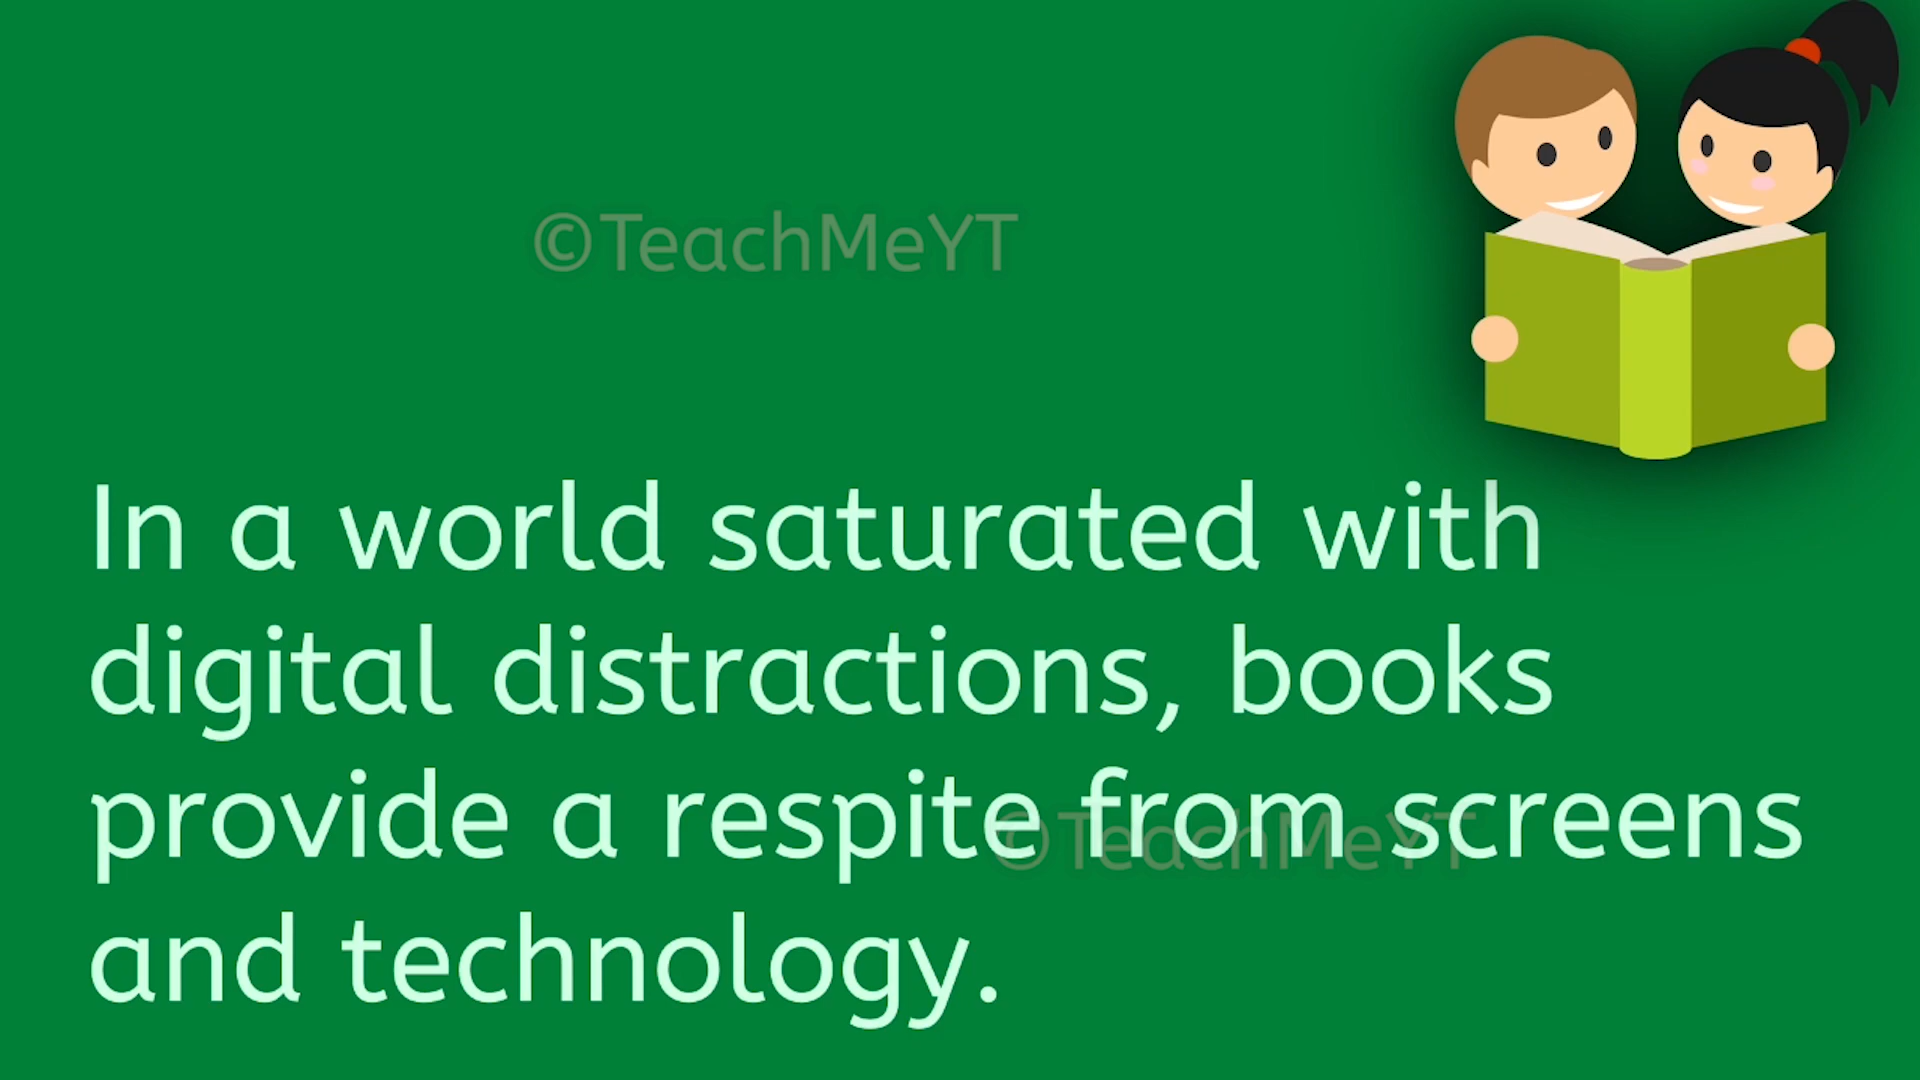 ©TeachMeYT
In a world saturated with
digital distractions, books
provide a respite from screens
©TeachMeYT
and technology.